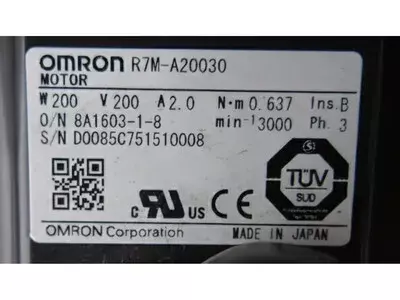 OMRON R7M-A20030
MOTOR
W 200 V 200 A 2.0 N·m 0.637 Ins.B
O/N 8A1603-1-8 min⁻¹ 3000 Ph. 3
S/N D0085C751510008
TÜV
SÜD
C UR US CE
OMRON Corporation MADE IN JAPAN